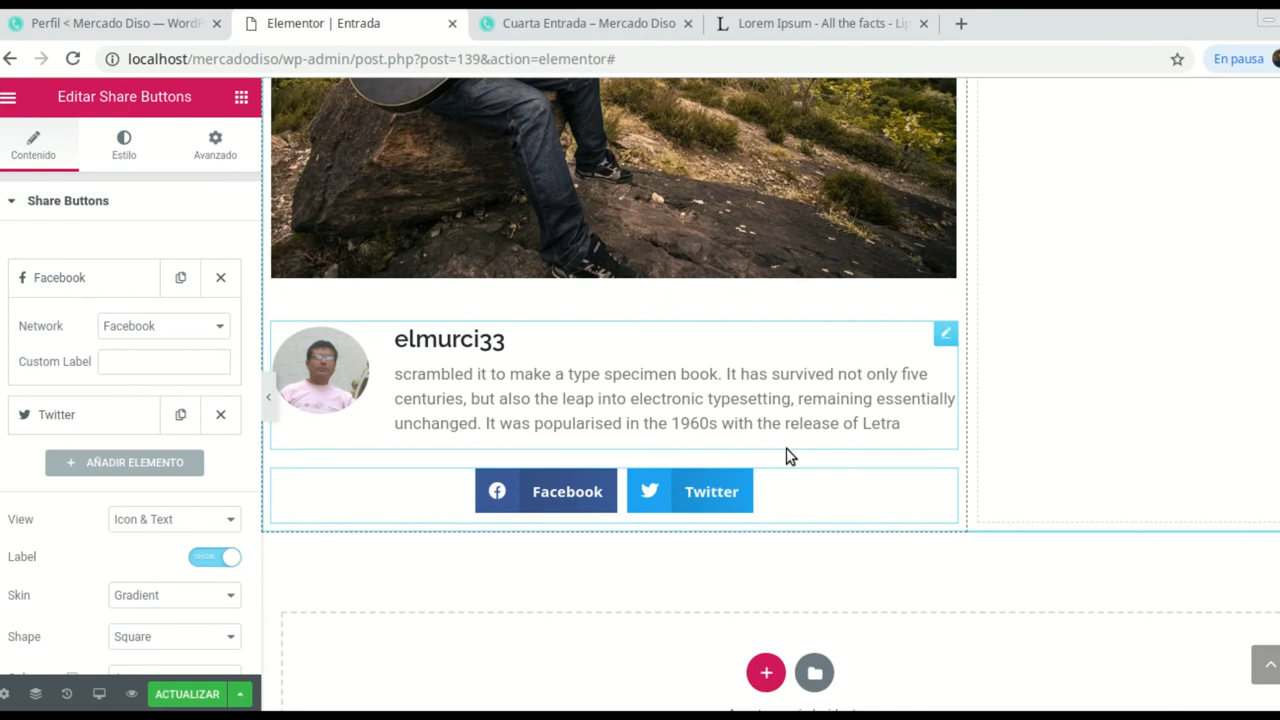 Perfil < Mercado Diso — WordP
Elementor | Entrada
Cuarta Entrada – Mercado Diso
L
Lorem Ipsum - All the facts - Lip
localhost/mercadodiso/wp-admin/post.php?post=139&action=elementor#
En pausa
Editar Share Buttons
Contenido
Estilo
Avanzado
Share Buttons
Facebook
Network
Facebook
Custom Label
Twitter
AÑADIR ELEMENTO
View
Icon & Text
Label
SHOW
Skin
Gradient
Shape
Square
ACTUALIZAR
elmurci33
scrambled it to make a type specimen book. It has survived not only five
centuries, but also the leap into electronic typesetting, remaining essentially
unchanged. It was popularised in the 1960s with the release of Letra
Facebook
Twitter